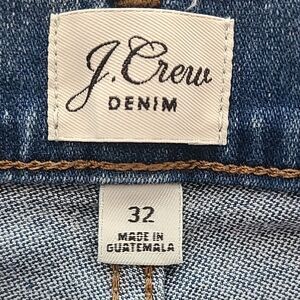 J.Crew
DENIM
32
MADE IN
GUATEMALA